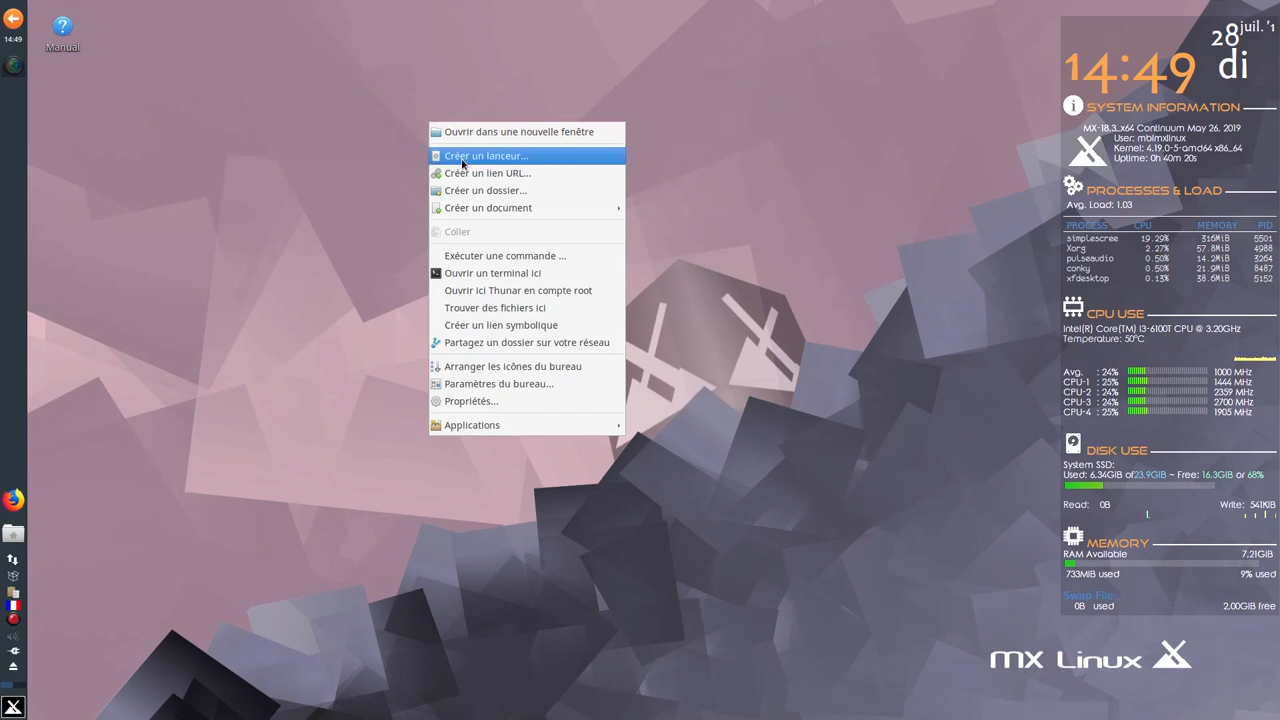 14:49
Manual
Ouvrir dans une nouvelle fenêtre
Créer un lanceur...
Créer un lien URL...
Créer un dossier...
Créer un document
Coller
Exécuter une commande ...
Ouvrir un terminal ici
Ouvrir ici Thunar en compte root
Trouver des fichiers ici
Créer un lien symbolique
Partagez un dossier sur votre réseau
Arranger les icônes du bureau
Paramètres du bureau...
Propriétés...
Applications
28 juil. '1
14:49 di
SYSTEM INFORMATION
MX-18.3_x64 Continuum May 26. 2019
User: mblmxlinux
Kernel: 4.19.0-5-amd64 x86_64
Uptime: 0h 40m 20s
PROCESSES & LOAD
Avg. Load: 1.03
PROCESS CPU MEMORY PID
simplescree 19.29% 316MiB 5501
Xorg 2.27% 57.8MiB 4988
pulseaudio 0.50% 14.2MiB 3264
conky 0.50% 21.9MiB 8487
xfdesktop 0.13% 38.6MiB 5152
CPU USE
Intel(R) Core(TM) i3-6100T CPU @ 3.20GHz
Temperature: 50°C
Avg. : 24% 1000 MHz
CPU-1 : 25% 1444 MHz
CPU-2 : 24% 2359 MHz
CPU-3 : 24% 2700 MHz
CPU-4 : 25% 1905 MHz
DISK USE
System SSD:
Used: 6.34GiB of 23.9GiB ~ Free: 16.3GiB or 68%
Read: 0B Write: 541KiB
MEMORY
RAM Available 7.21GiB
733MiB used 9% used
Swap File
0B used 2.00GiB free
MX Linux